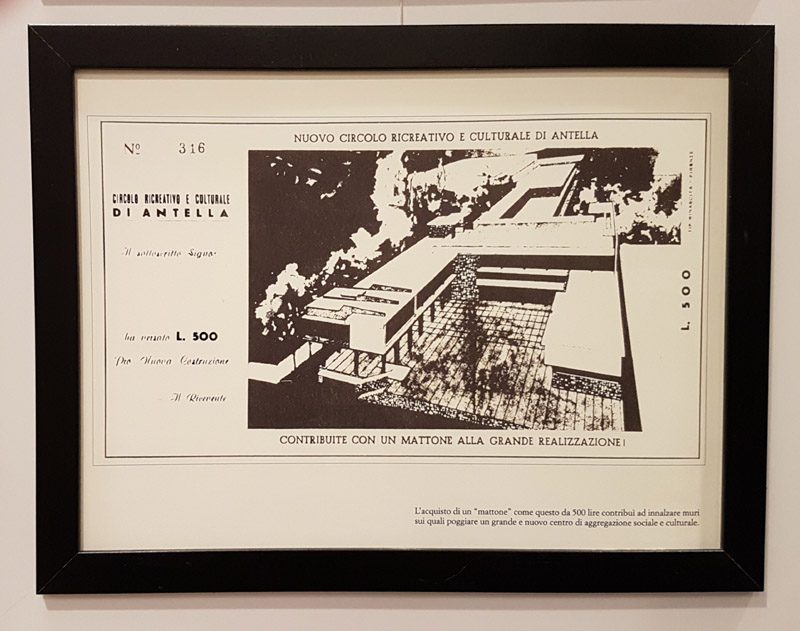 NUOVO CIRCOLO RICREATIVO E CULTURALE DI ANTELLA
Nº 316
CIRCOLO RICREATIVO E CULTURALE
DI ANTELLA
Il sottoscritto Signor
ha versato L. 500
Pro Nuova Costruzione
Il Ricevente
L. 500
CONTRIBUITE CON UN MATTONE ALLA GRANDE REALIZZAZIONE!
L'acquisto di un "mattone" come questo da 500 lire contribuì ad innalzare muri
sui quali poggiare un grande e nuovo centro di aggregazione sociale e culturale.